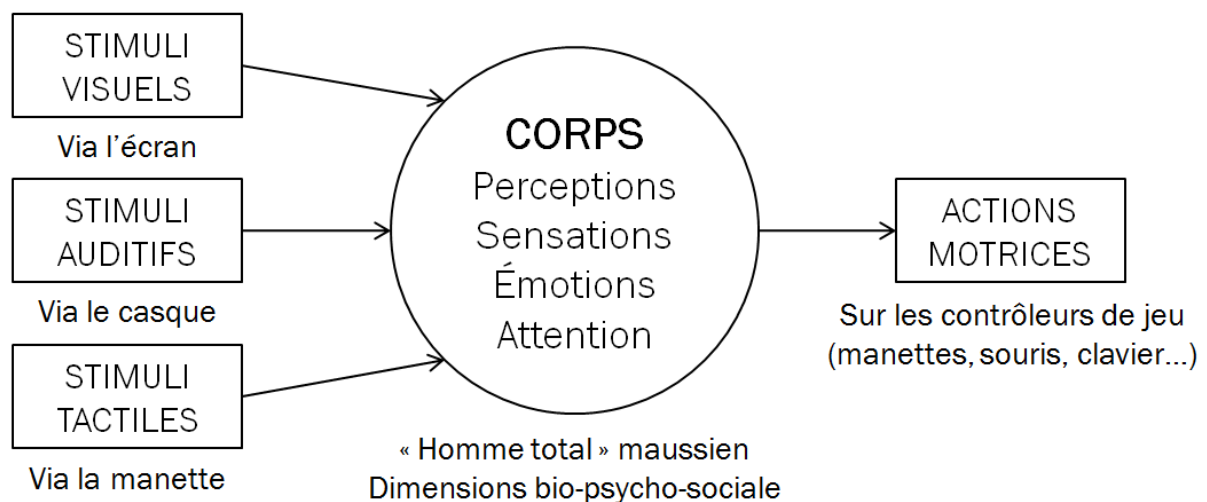 STIMULI
VISUELS
Via l'écran
STIMULI
AUDITIFS
Via le casque
STIMULI
TACTILES
Via la manette
CORPS
Perceptions
Sensations
Émotions
Attention
« Homme total » maussien
Dimensions bio-psycho-sociale
ACTIONS
MOTRICES
Sur les contrôleurs de jeu
(manettes, souris, clavier...)